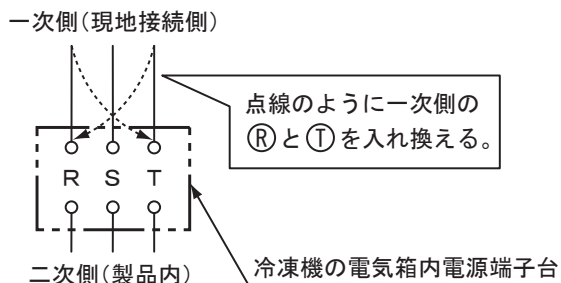 一次側(現地接続側)
点線のように一次側の
ⓇとⓉを入れ換える。
R S T
二次側(製品内)
冷凍機の電気箱内電源端子台